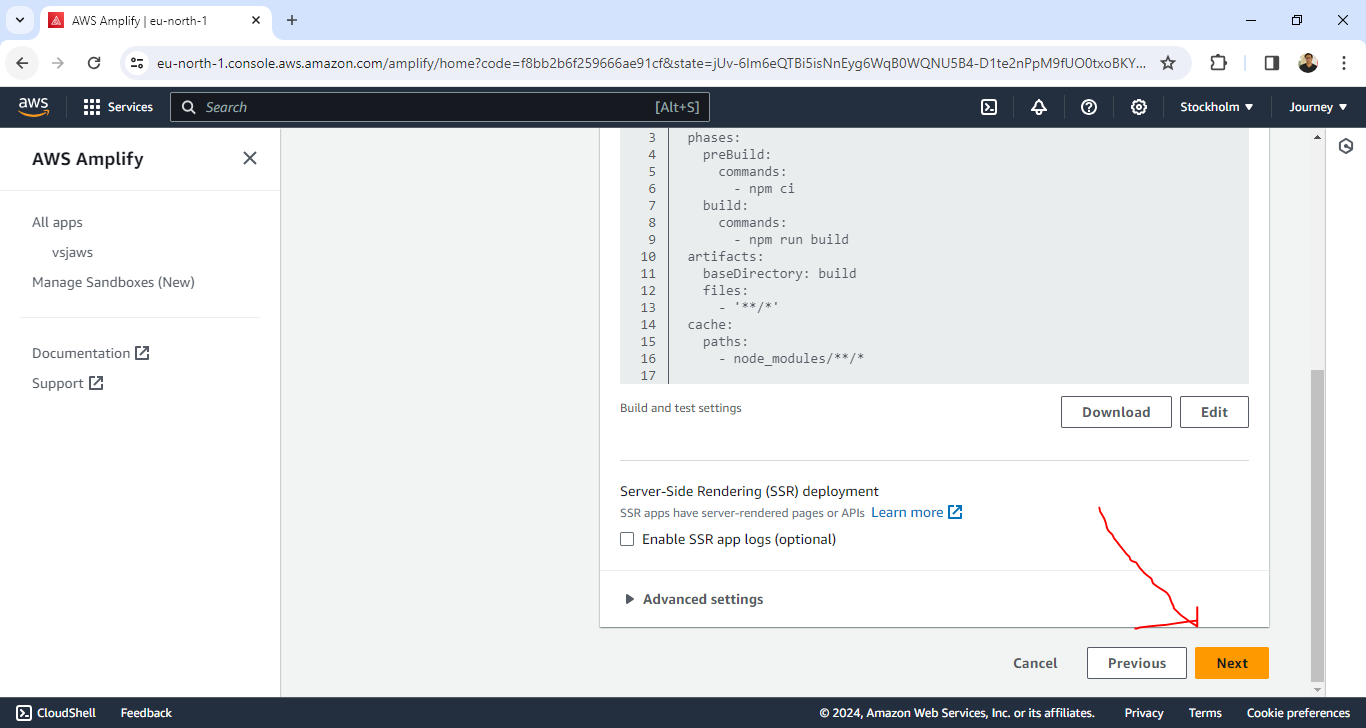 AWS Amplify | eu-north-1
eu-north-1.console.aws.amazon.com/amplify/home?code=f8bb2b6f259666ae91cf&state=jUv-6lm6eQTBi5isNnEyg6WqB0WQNU5B4-D1te2nPpM9fUO0txoBKY...
aws
Services
Search
[Alt+S]
Stockholm
Journey
AWS Amplify
All apps
vsjaws
Manage Sandboxes (New)
Documentation
Support
3 phases:
4 preBuild:
5 commands:
6 - npm ci
7 build:
8 commands:
9 - npm run build
10 artifacts:
11 baseDirectory: build
12 files:
13 - '**/*'
14 cache:
15 paths:
16 - node_modules/**/*
17
Build and test settings
Download
Edit
Server-Side Rendering (SSR) deployment
SSR apps have server-rendered pages or APIs Learn more
Enable SSR app logs (optional)
Advanced settings
Cancel
Previous
Next
CloudShell
Feedback
© 2024, Amazon Web Services, Inc. or its affiliates.
Privacy
Terms
Cookie preferences